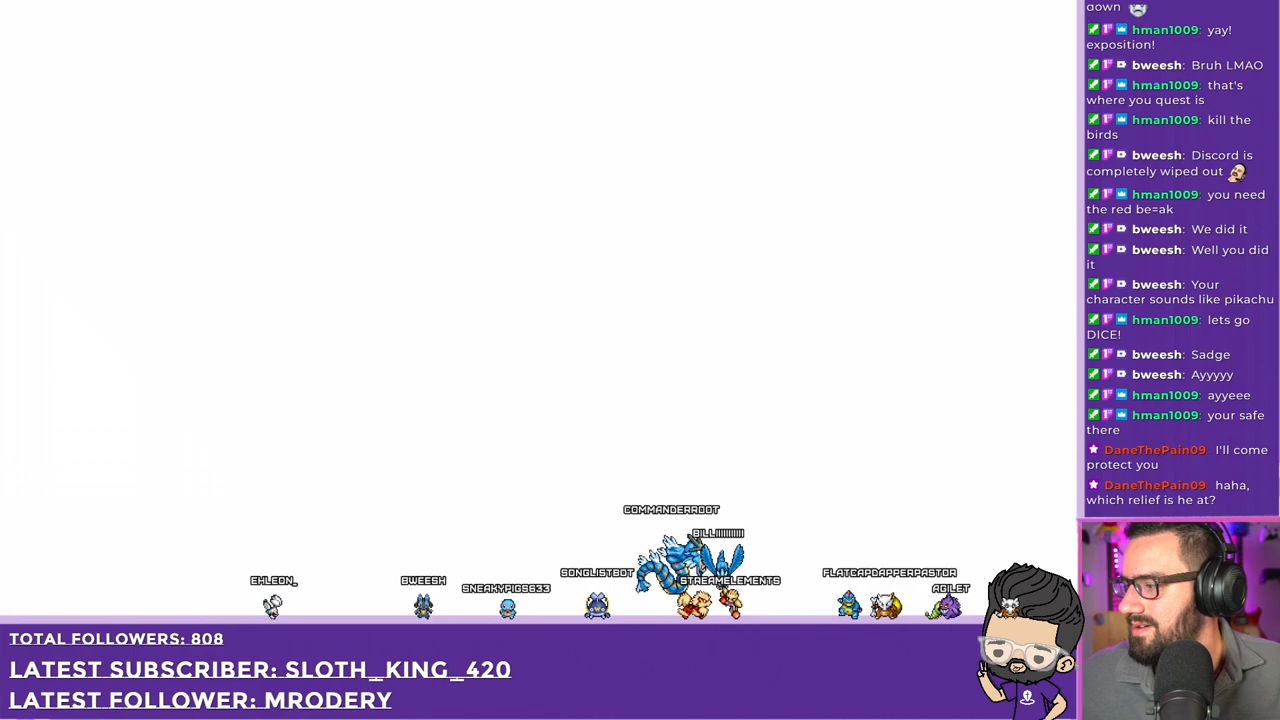 down
hman1009: yay!
exposition!
bweesh: Bruh LMAO
hman1009: that's
where you quest is
hman1009: kill the
birds
bweesh: Discord is
completely wiped out
hman1009: you need
the red be=ak
bweesh: We did it
bweesh: Well you did
it
bweesh: Your
character sounds like pikachu
hman1009: lets go
DICE!
bweesh: Sadge
bweesh: Ayyyyy
hman1009: ayyeee
hman1009: your safe
there
DaneThePain09 I'll come
protect you
DaneThePain09 haha,
which relief is he at?
COMMANDERROOT
EHLEON_
BWEESH
SNEAKYPIGS633
SONGLISTBOT
STREAMELEMENTS
FLATCAPDAPPERPASTOR
AGILET
TOTAL FOLLOWERS: 808
LATEST SUBSCRIBER: SLOTH_KING_420
LATEST FOLLOWER: MRODERY